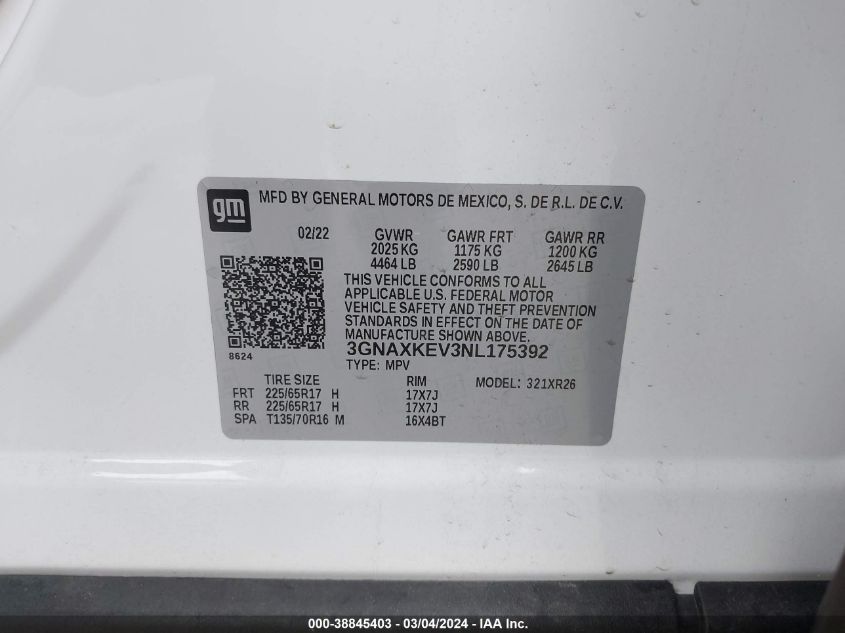 gm MFD BY GENERAL MOTORS DE MEXICO, S. DE R.L. DE C.V.
02/22 GVWR GAWR FRT GAWR RR
2025 KG 1175 KG 1200 KG
4464 LB 2590 LB 2645 LB
THIS VEHICLE CONFORMS TO ALL
APPLICABLE U.S. FEDERAL MOTOR
VEHICLE SAFETY AND THEFT PREVENTION
STANDARDS IN EFFECT ON THE DATE OF
MANUFACTURE SHOWN ABOVE.
8624 3GNAXKEV3NL175392
TYPE: MPV
TIRE SIZE RIM MODEL: 321XR26
FRT 225/65R17 H 17X7J
RR 225/65R17 H 17X7J
SPA T135/70R16 M 16X4BT
000-38845403 - 03/04/2024 - IAA Inc.